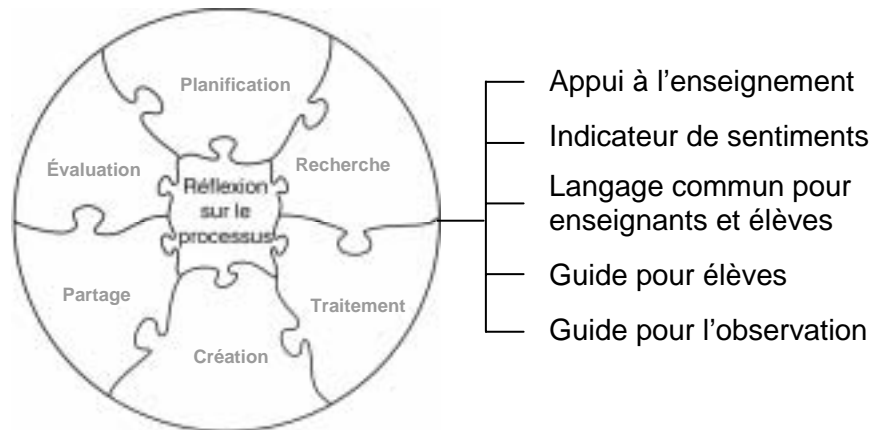 Planification
Recherche
Traitement
Création
Partage
Évaluation
Réflexion
sur le
processus
Appui à l’enseignement
Indicateur de sentiments
Langage commun pour
enseignants et élèves
Guide pour élèves
Guide pour l’observation